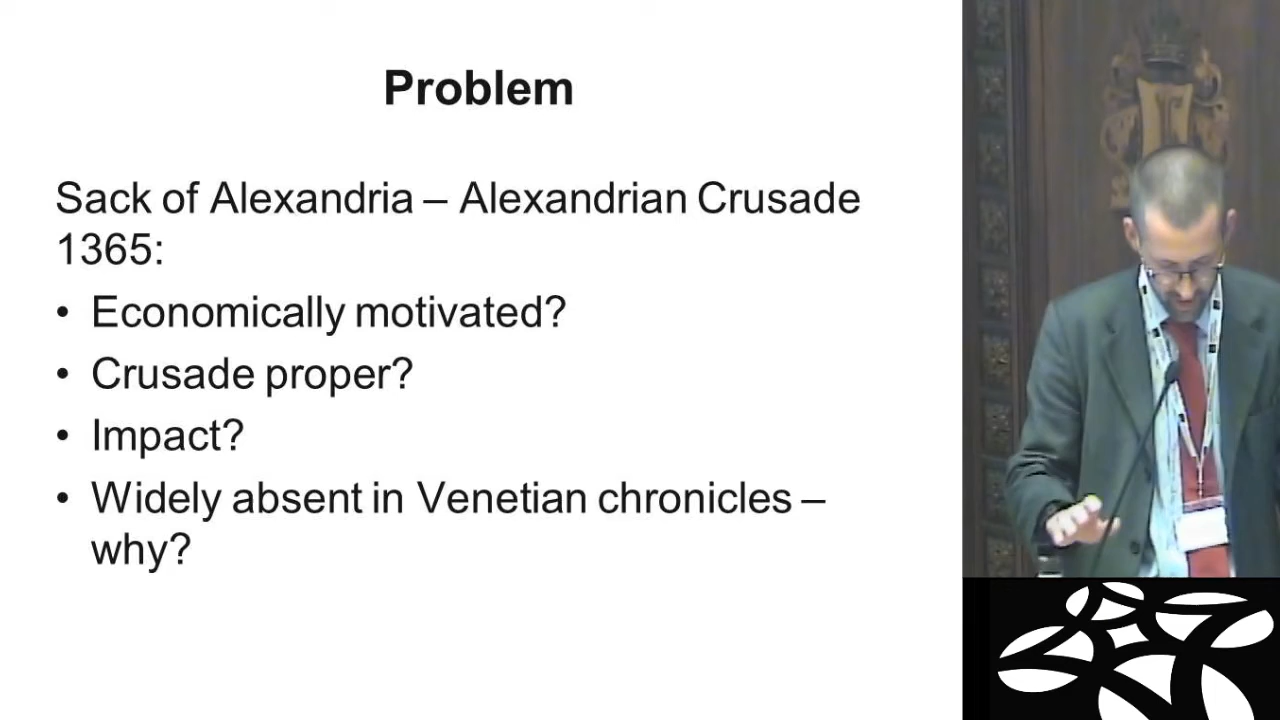 Problem
Sack of Alexandria – Alexandrian Crusade
1365:
• Economically motivated?
• Crusade proper?
• Impact?
• Widely absent in Venetian chronicles –
why?